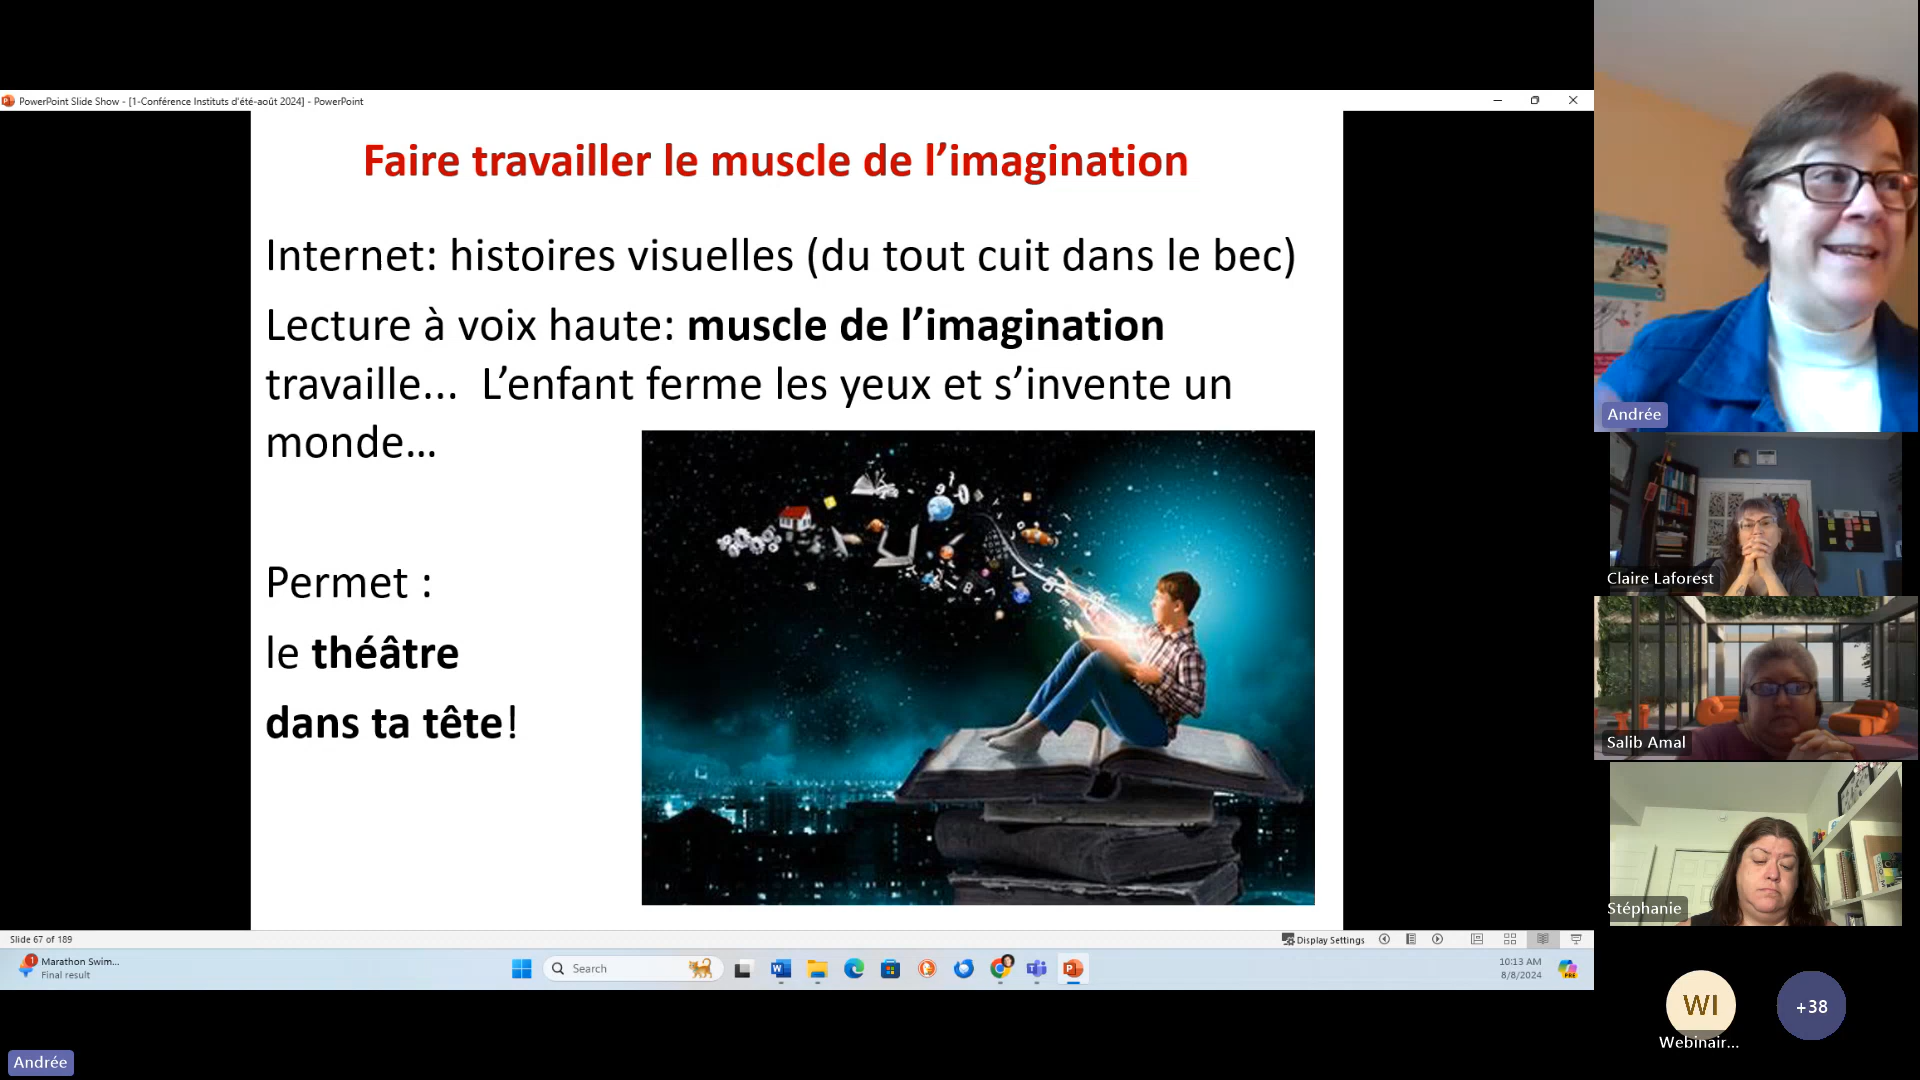 PowerPoint Slide Show - [1-Conférence Instituts d'été-août 2024] - PowerPoint
Faire travailler le muscle de l’imagination
Internet: histoires visuelles (du tout cuit dans le bec)
Lecture à voix haute: muscle de l’imagination
travaille... L’enfant ferme les yeux et s’invente un
monde…
Permet :
le théâtre
dans ta tête!
Slide 67 of 189
Display Settings
1
Marathon Swim...
Final result
Search
10:13 AM
8/8/2024
Andrée
Claire Laforest
Salib Amal
Stéphanie
WI
Webinair...
+38
Andrée